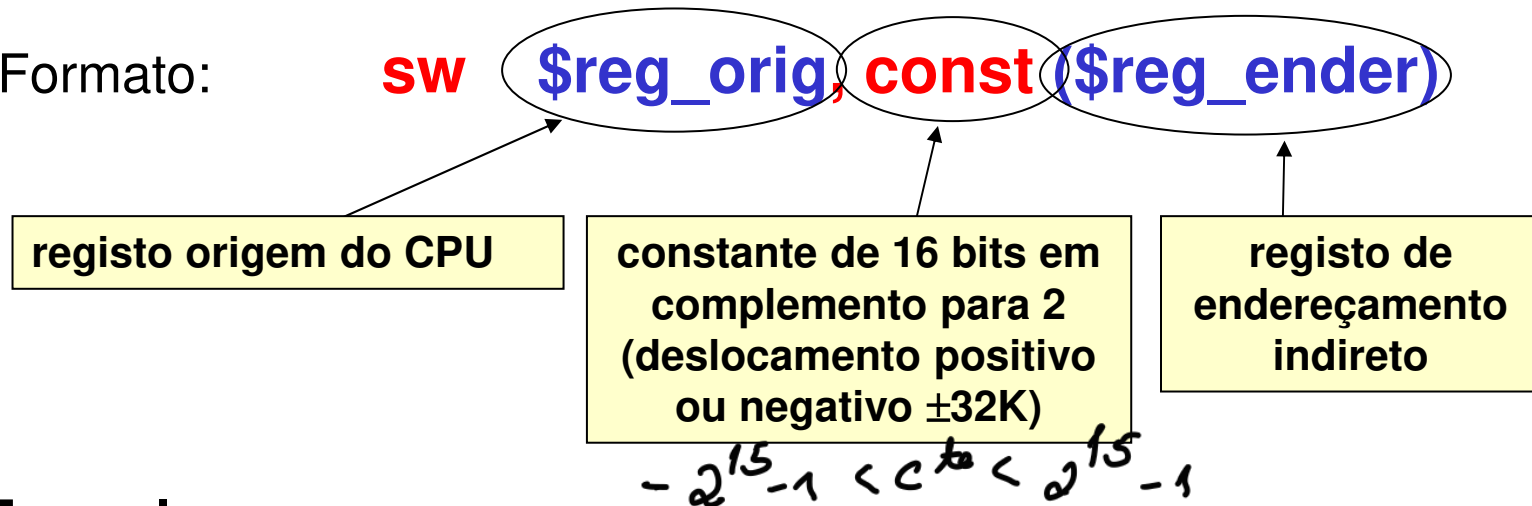 Formato: sw $reg_orig, const ($reg_ender)
registo origem do CPU
constante de 16 bits em
complemento para 2
(deslocamento positivo
ou negativo ±32K)
registo de
endereçamento
indireto
- 2^15 -1 < c^te < 2^15 -1